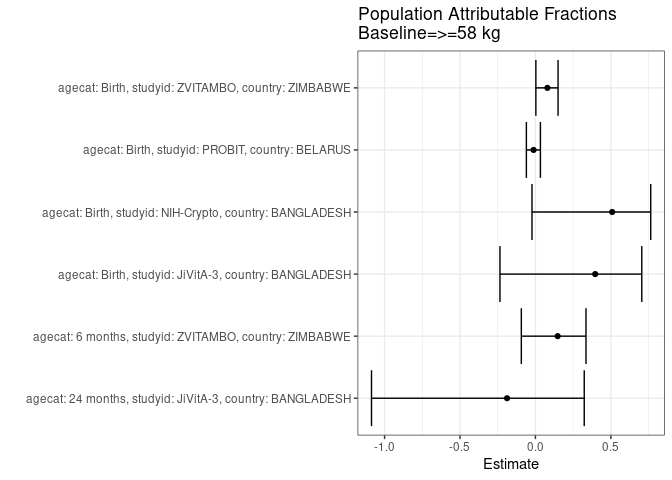 Population Attributable Fractions
Baseline=>=58 kg
agecat: Birth, studyid: ZVITAMBO, country: ZIMBABWE
agecat: Birth, studyid: PROBIT, country: BELARUS
agecat: Birth, studyid: NIH-Crypto, country: BANGLADESH
agecat: Birth, studyid: JiVitA-3, country: BANGLADESH
agecat: 6 months, studyid: ZVITAMBO, country: ZIMBABWE
agecat: 24 months, studyid: JiVitA-3, country: BANGLADESH
-1.0 -0.5 0.0 0.5
Estimate